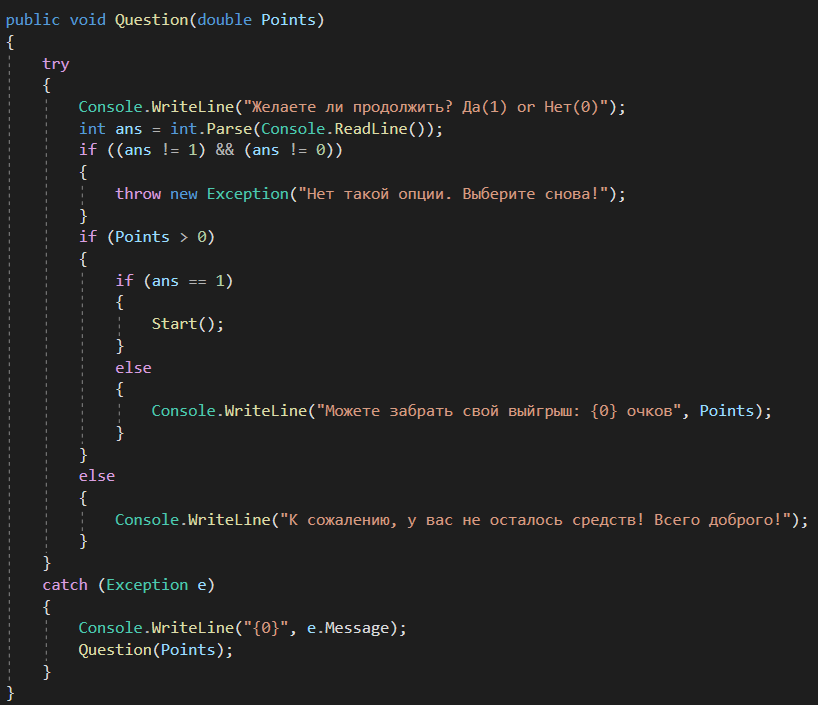 public void Question(double Points)
{
    try
    {
        Console.WriteLine("Желаете ли продолжить? Да(1) or Нет(0)");
        int ans = int.Parse(Console.ReadLine());
        if ((ans != 1) && (ans != 0))
        {
            throw new Exception("Нет такой опции. Выберите снова!");
        }
        if (Points > 0)
        {
            if (ans == 1)
            {
                Start();
            }
            else
            {
                Console.WriteLine("Можете забрать свой выйгрыш: {0} очков", Points);
            }
        }
        else
        {
            Console.WriteLine("К сожалению, у вас не осталось средств! Всего доброго!");
        }
    }
    catch (Exception e)
    {
        Console.WriteLine("{0}", e.Message);
        Question(Points);
    }
}